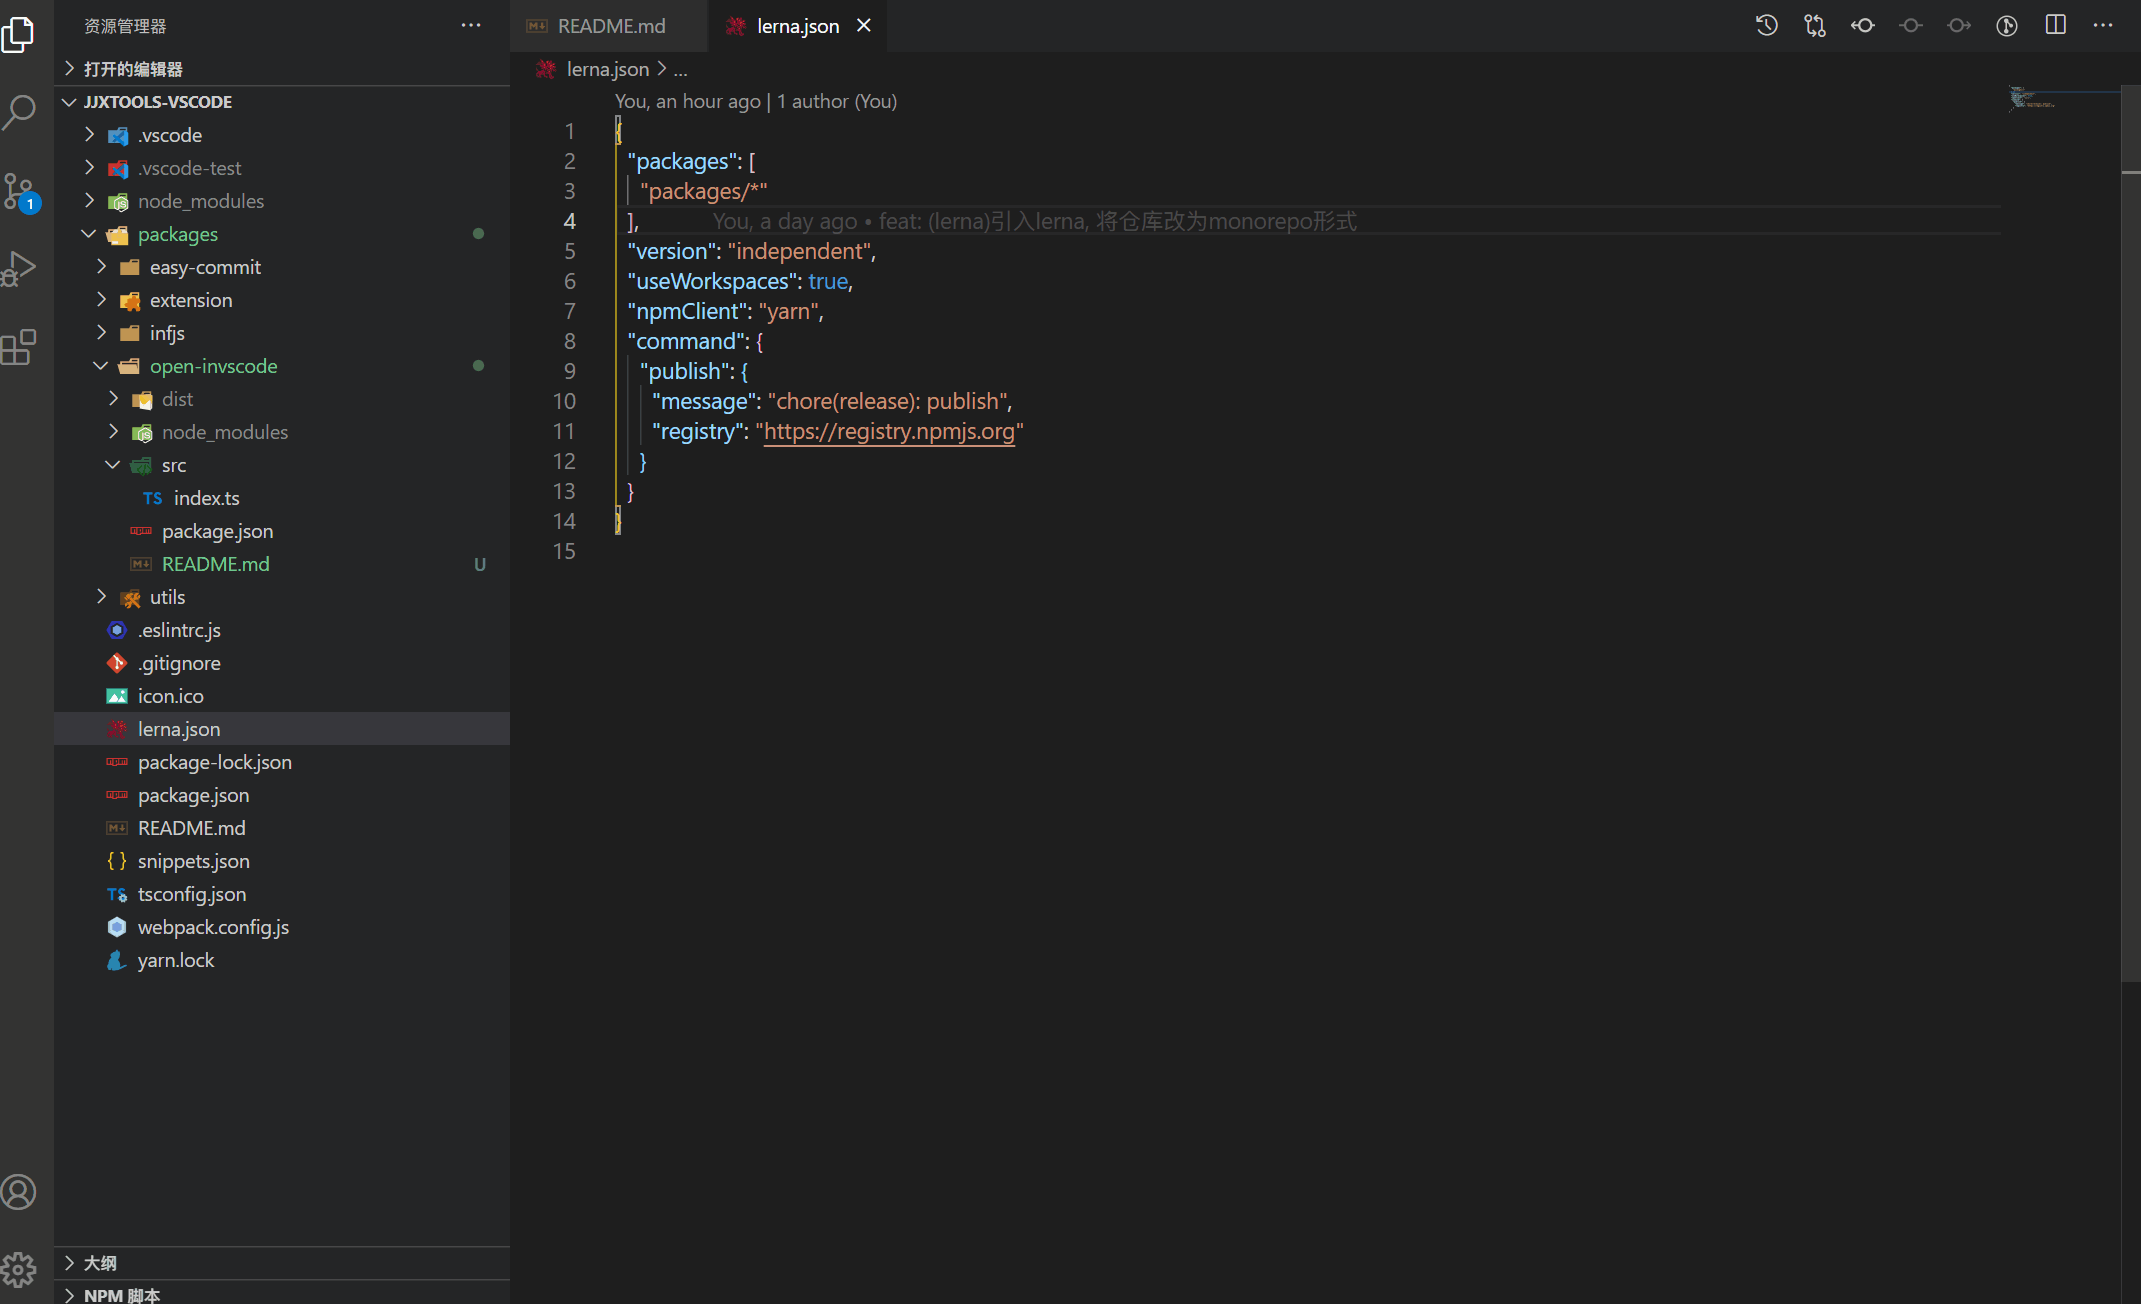 资源管理器
打开的编辑器
JJXTOOLS-VSCODE
.vscode
.vscode-test
node_modules
packages
easy-commit
extension
infjs
open-invscode
dist
node_modules
src
TS index.ts
package.json
README.md U
utils
.eslintrc.js
.gitignore
icon.ico
lerna.json
package-lock.json
package.json
README.md
snippets.json
tsconfig.json
webpack.config.js
yarn.lock
大纲
NPM 脚本
1
README.md
lerna.json
lerna.json > ...
You, an hour ago | 1 author (You)
1 {
2 "packages": [
3 "packages/*"
4 ], You, a day ago • feat: (lerna)引入lerna, 将仓库改为monorepo形式
5 "version": "independent",
6 "useWorkspaces": true,
7 "npmClient": "yarn",
8 "command": {
9 "publish": {
10 "message": "chore(release): publish",
11 "registry": "https://registry.npmjs.org"
12 }
13 }
14 }
15